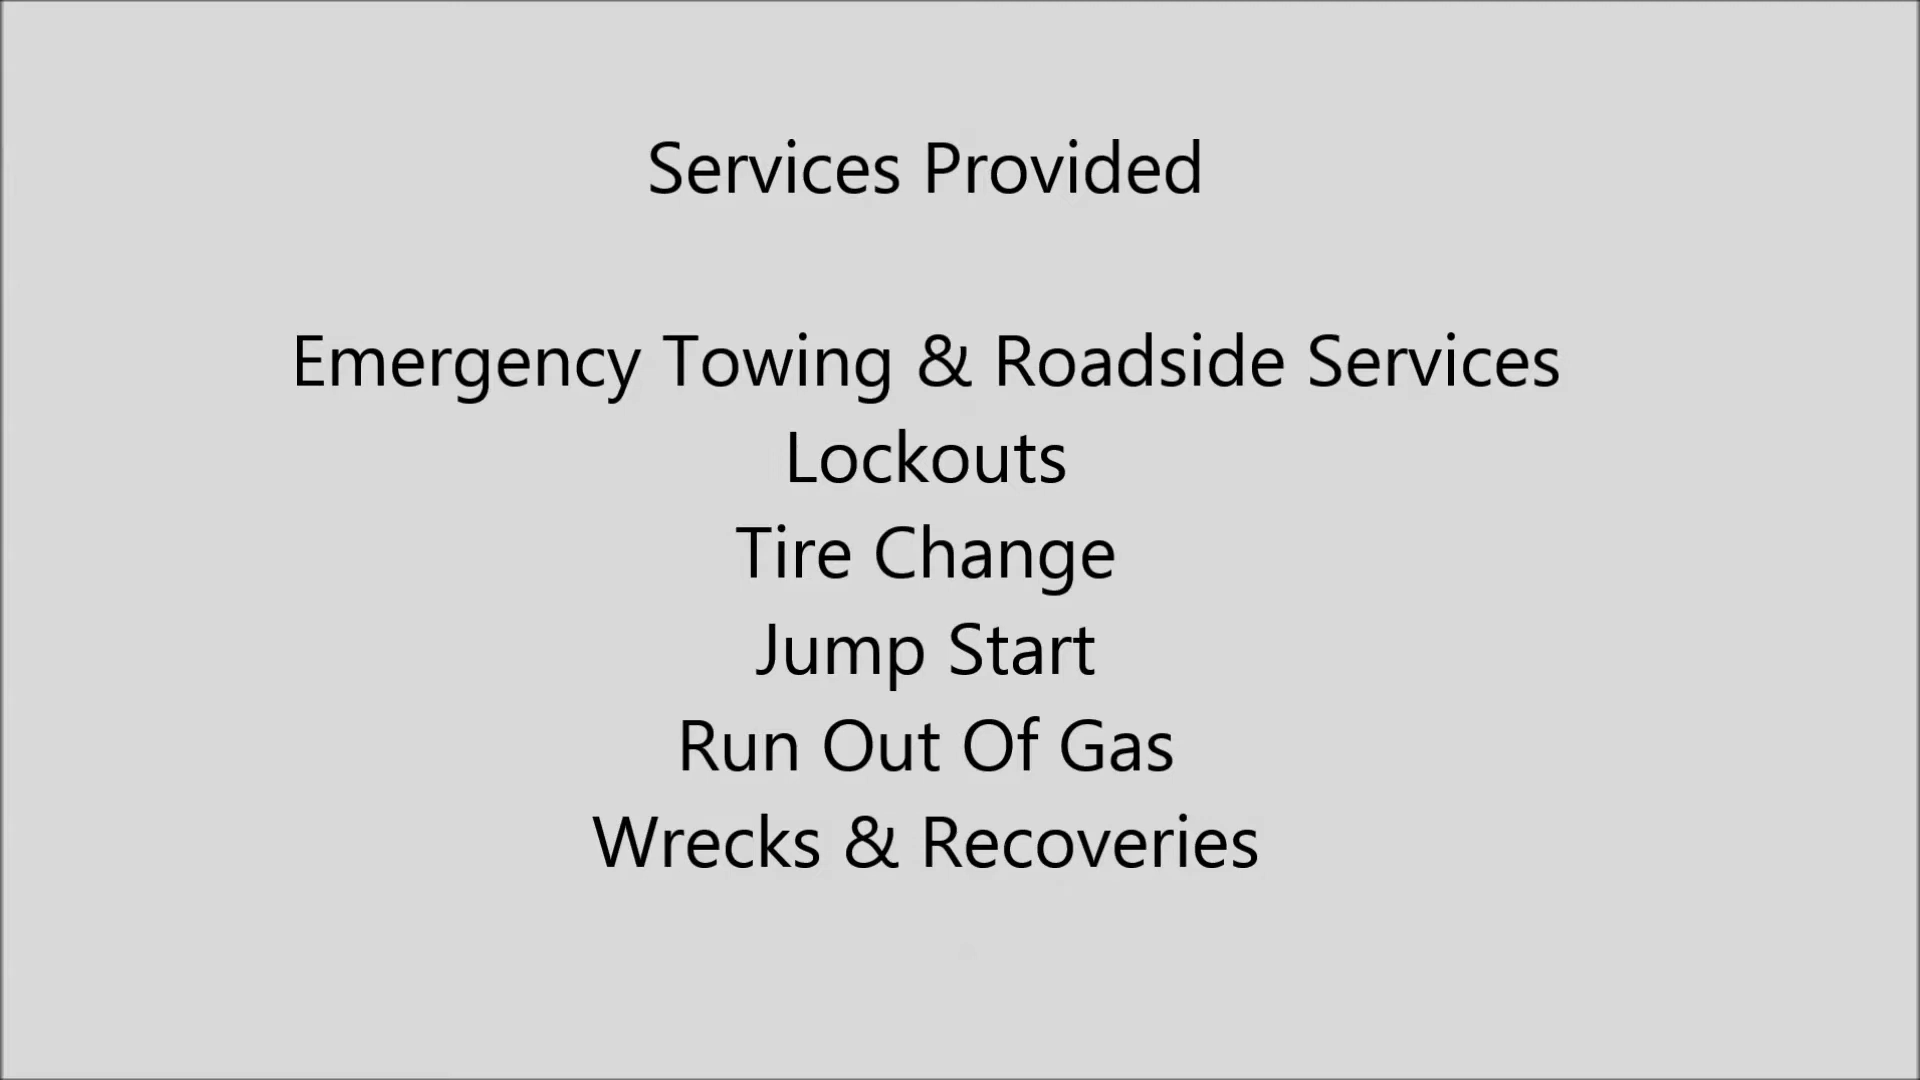 Services Provided
Emergency Towing & Roadside Services
Lockouts
Tire Change
Jump Start
Run Out Of Gas
Wrecks & Recoveries